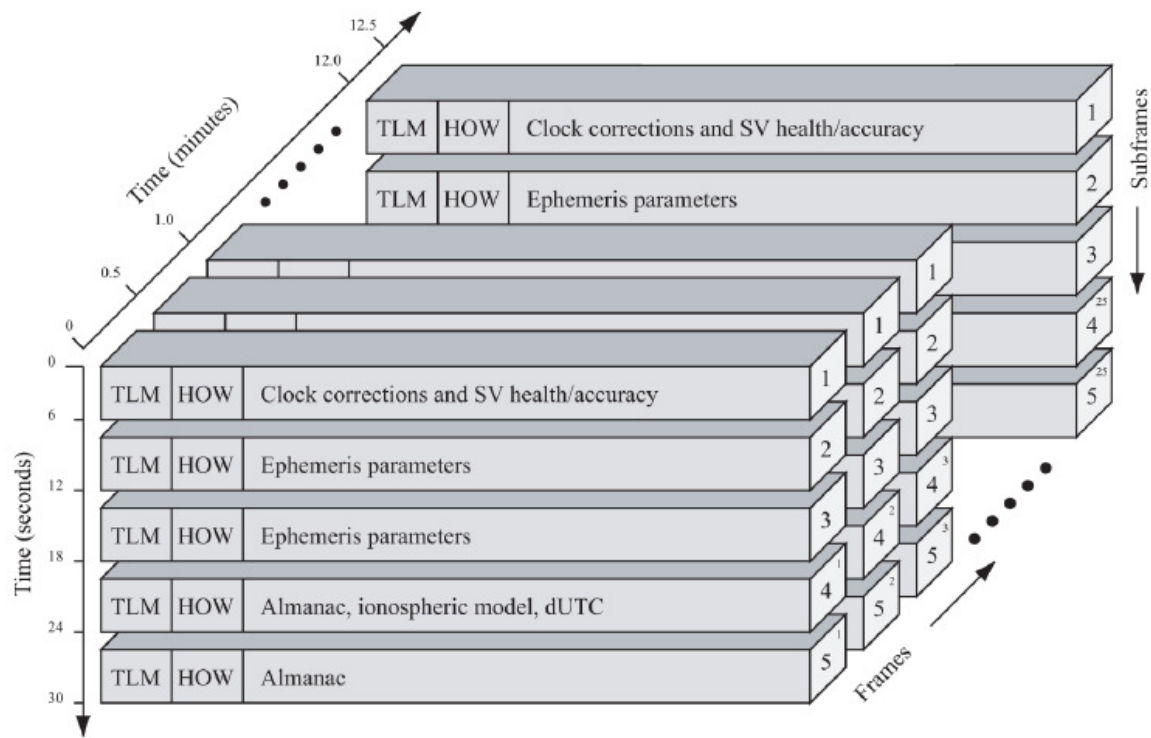 12.5
12.0
Time (minutes)
1.0
0.5
0
TLM HOW Clock corrections and SV health/accuracy 1
TLM HOW Ephemeris parameters 2
3
4 25
5 25
Subframes
1
2
3
4 3
5 3
1
2
3
4 2
5 2
0
TLM HOW Clock corrections and SV health/accuracy 1
6
TLM HOW Ephemeris parameters 2
12
TLM HOW Ephemeris parameters 3
18
TLM HOW Almanac, ionospheric model, dUTC 4 1
24
TLM HOW Almanac 5 1
30
Time (seconds)
Frames